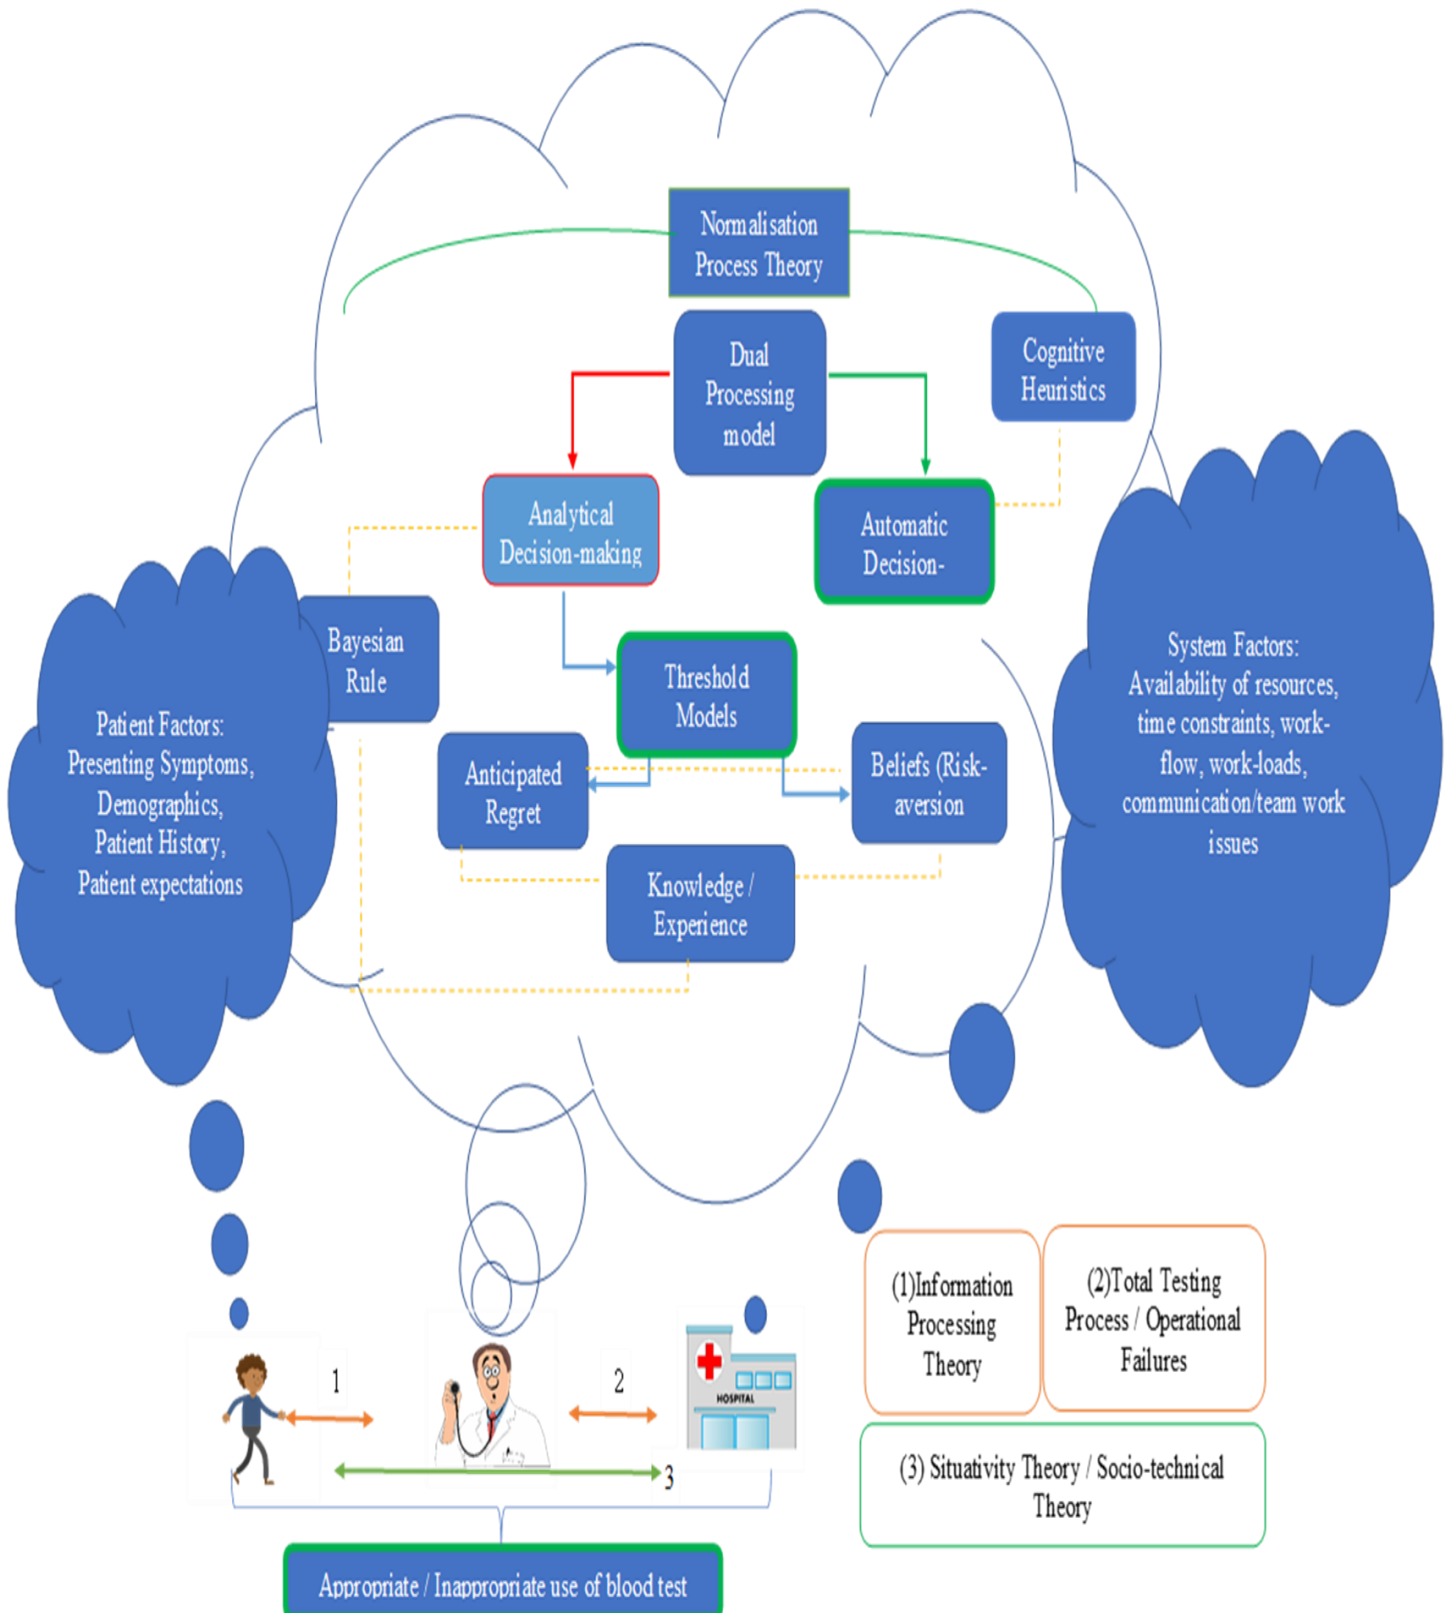 Normalisation
Process Theory
Dual
Processing
model
Cognitive
Heuristics
Analytical
Decision-making
Automatic
Decision-
Bayesian
Rule
Threshold
Models
Anticipated
Regret
Beliefs (Risk-
aversion
Knowledge /
Experience
Patient Factors:
Presenting Symptoms,
Demographics,
Patient History,
Patient expectations
System Factors:
Availability of resources,
time constraints, work-
flow, work-loads,
communication/team work
issues
1
2
3
HOSPITAL
(1)Information
Processing
Theory
(2)Total Testing
Process / Operational
Failures
(3) Situativity Theory / Socio-technical
Theory
Appropriate / Inappropriate use of blood test